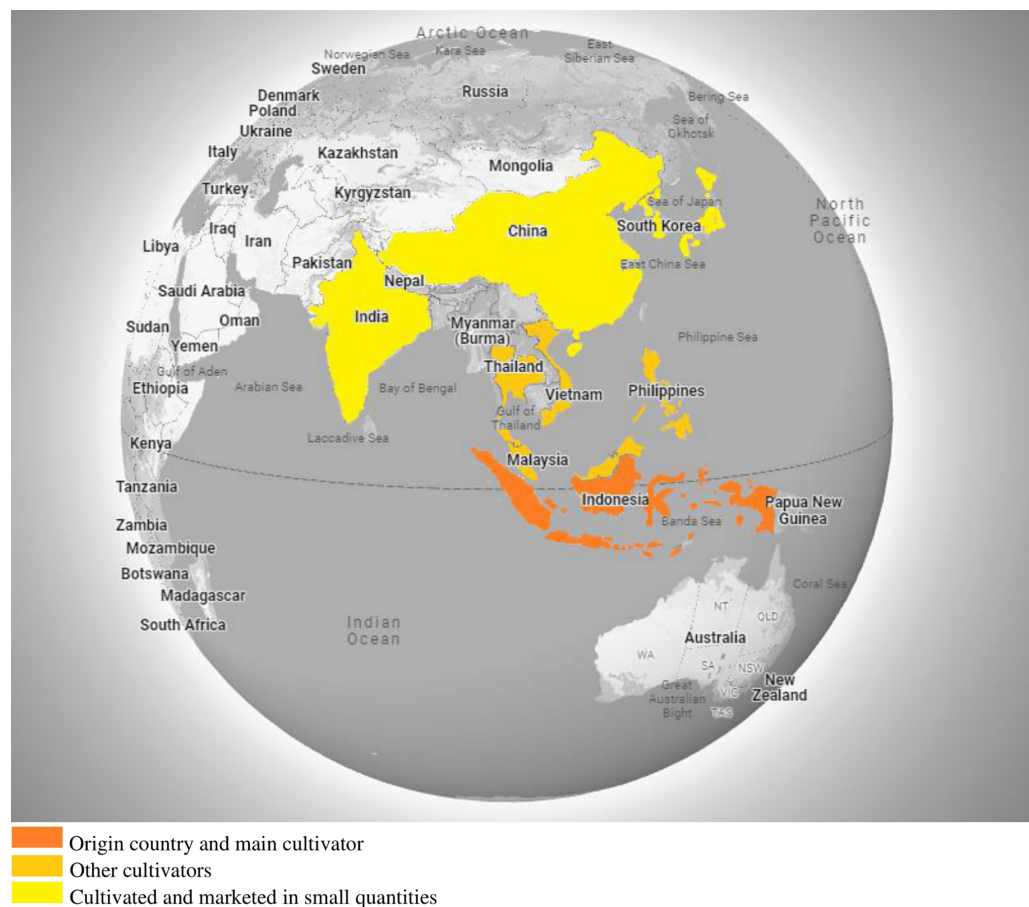 Arctic Ocean
Norwegian Sea
Kara Sea
East
Siberian Sea
Sweden
Russia
Denmark
Bering Sea
Poland
Sea of
Okhotsk
Ukraine
Italy
Kazakhstan
Mongolia
Turkey
Kyrgyzstan
Sea of Japan
North
Pacific
Ocean
Iraq
Iran
China
South Korea
Libya
Pakistan
East China Sea
Nepal
Saudi Arabia
India
Oman
Myanmar
(Burma)
Sudan
Philippine Sea
Yemen
Gulf of Aden
Thailand
Ethiopia
Arabian Sea
Bay of Bengal
Vietnam
Philippines
Gulf of
Thailand
Laccadive Sea
Kenya
Malaysia
Tanzania
Indonesia
Papua New
Guinea
Banda Sea
Zambia
Mozambique
Botswana
Coral Sea
Madagascar
NT
QLD
South Africa
Indian
Ocean
Australia
WA
SA
NSW
New
Zealand
Great
Australian
Bight
VIC
TAS
Origin country and main cultivator
Other cultivators
Cultivated and marketed in small quantities